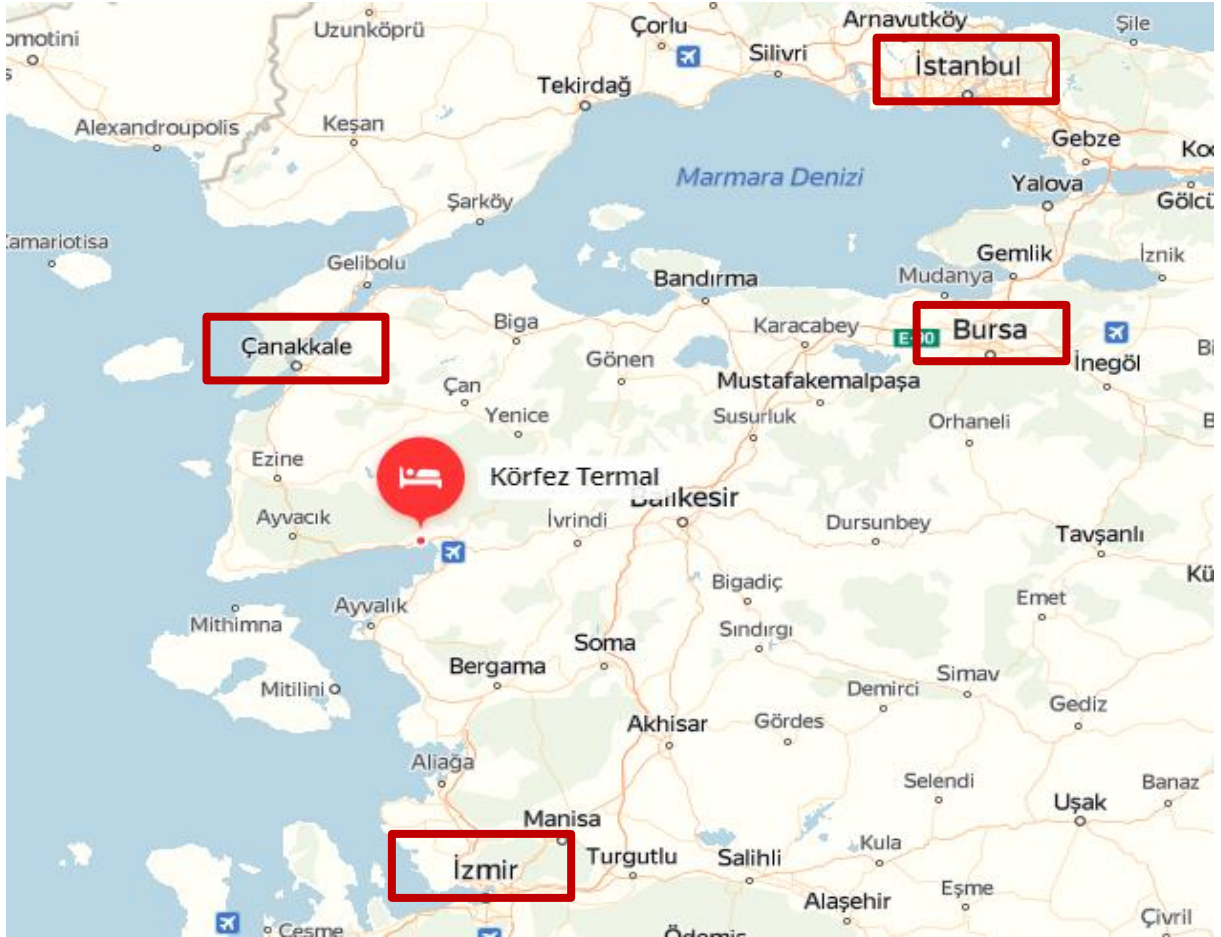 Arnavutköy
Şile
Uzunköprü
Çorlu
omotini
Silivri
İstanbul
Tekirdağ
Alexandroupolis
Keşan
Gebze
Marmara Denizi
Yalova
Şarköy
Gölcü
amariotisa
Gelibolu
Gemlik
İznik
Bandırma
Mudanya
Biga
Karacabey
Bursa
Çanakkale
Gönen
İnegöl
Çan
Mustafakemalpaşa
Yenice
Susurluk
Orhaneli
Ezine
Körfez Termal
Balıkesir
Ayvacık
İvrindi
Dursunbey
Tavşanlı
Kü
Bigadiç
Emet
Ayvalık
Mithimna
Sındırgı
Soma
Bergama
Simav
Mitilini
Demirci
Gediz
Akhisar
Gördes
Aliağa
Selendi
Banaz
Uşak
Manisa
Kula
İzmir
Turgutlu
Salihli
Eşme
Alaşehir
Çivril